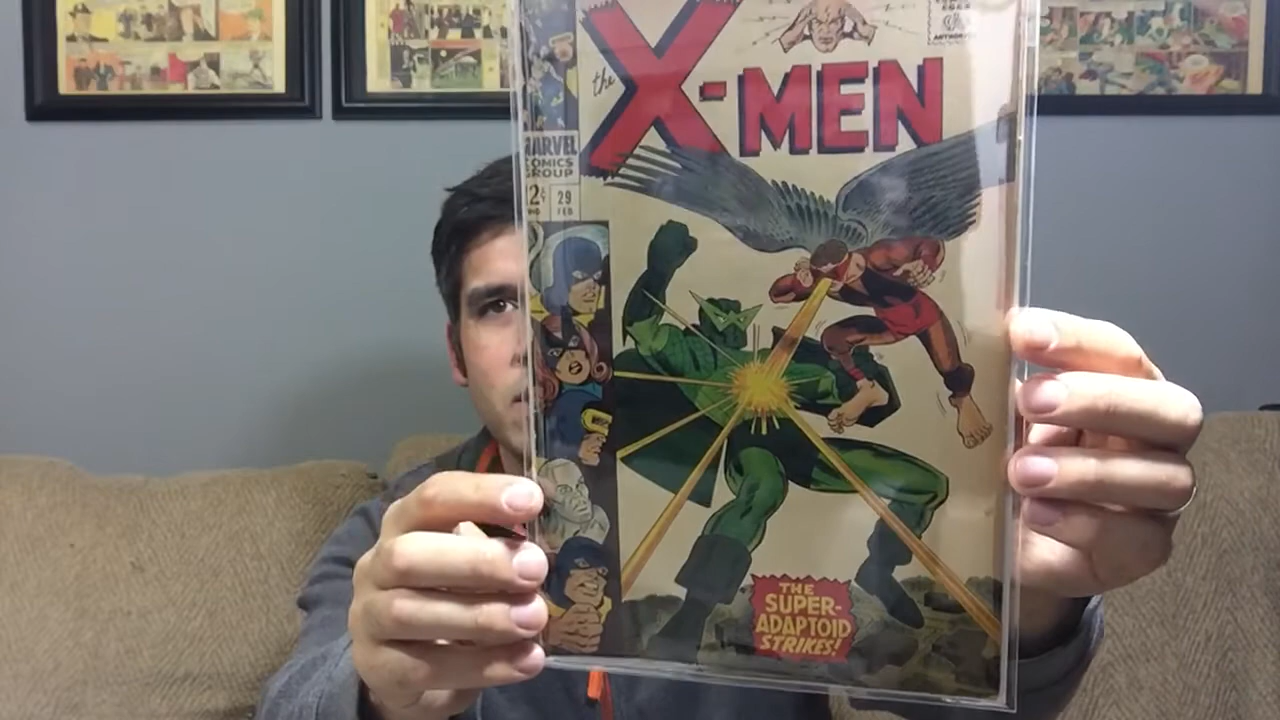 the X-MEN
MARVEL
COMICS
GROUP
12¢
29
FEB
THE
SUPER-
ADAPTOID
STRIKES!